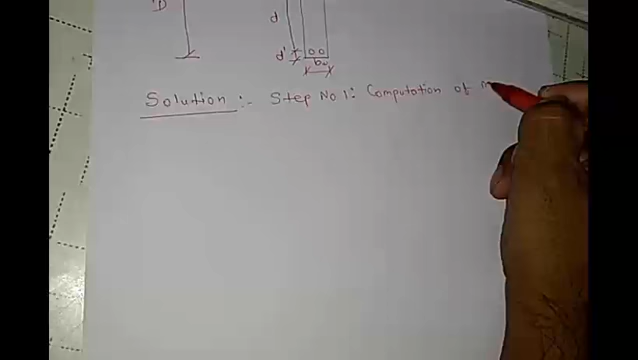 D
d
d'
bw
Solution :- Step No 1: Computation of